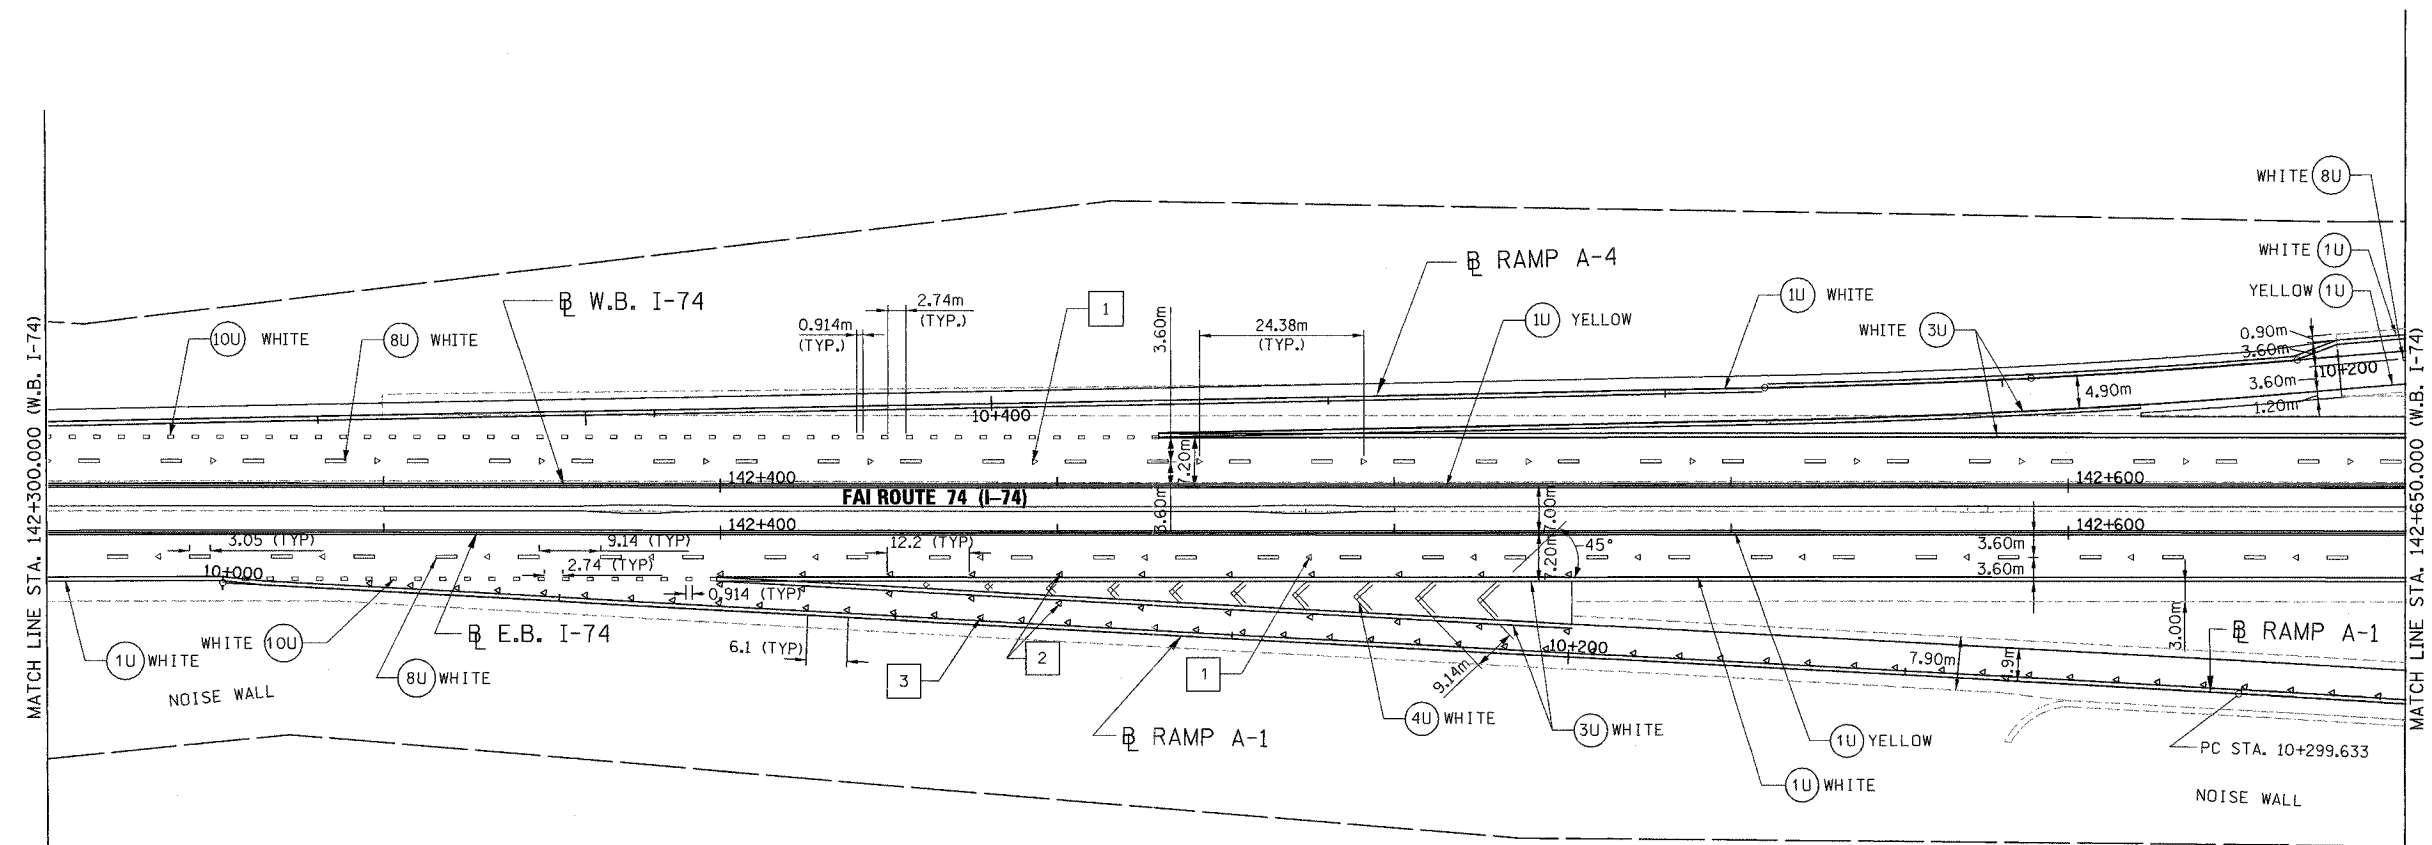 WHITE 8U
WHITE 1U
YELLOW 1U
℄ RAMP A-4
1U WHITE
WHITE 3U
1U YELLOW
0.90m
3.60m
10+200
3.60m
1.20m
4.90m
℄ W.B. I-74
2.74m
(TYP.)
0.914m
(TYP.)
1
3.60m
24.38m
(TYP.)
10U WHITE
8U WHITE
10+400
7.20m
142+400
142+600
FAI ROUTE 74 (I-74)
3.60m
7.00m
142+400
142+600
3.05 (TYP)
9.14 (TYP)
12.2 (TYP)
45°
7.20m
3.60m
3.60m
10+000
2.74 (TYP)
0.914 (TYP)
℄ E.B. I-74
WHITE 10U
1U WHITE
8U WHITE
NOISE WALL
6.1 (TYP)
3
2
1
9.14m
10+200
7.90m
4.9m
3.00m
℄ RAMP A-1
℄ RAMP A-1
4U WHITE
3U WHITE
1U YELLOW
1U WHITE
PC STA. 10+299.633
NOISE WALL
MATCH LINE STA. 142+300.000 (W.B. I-74)
MATCH LINE STA. 142+650.000 (W.B. I-74)